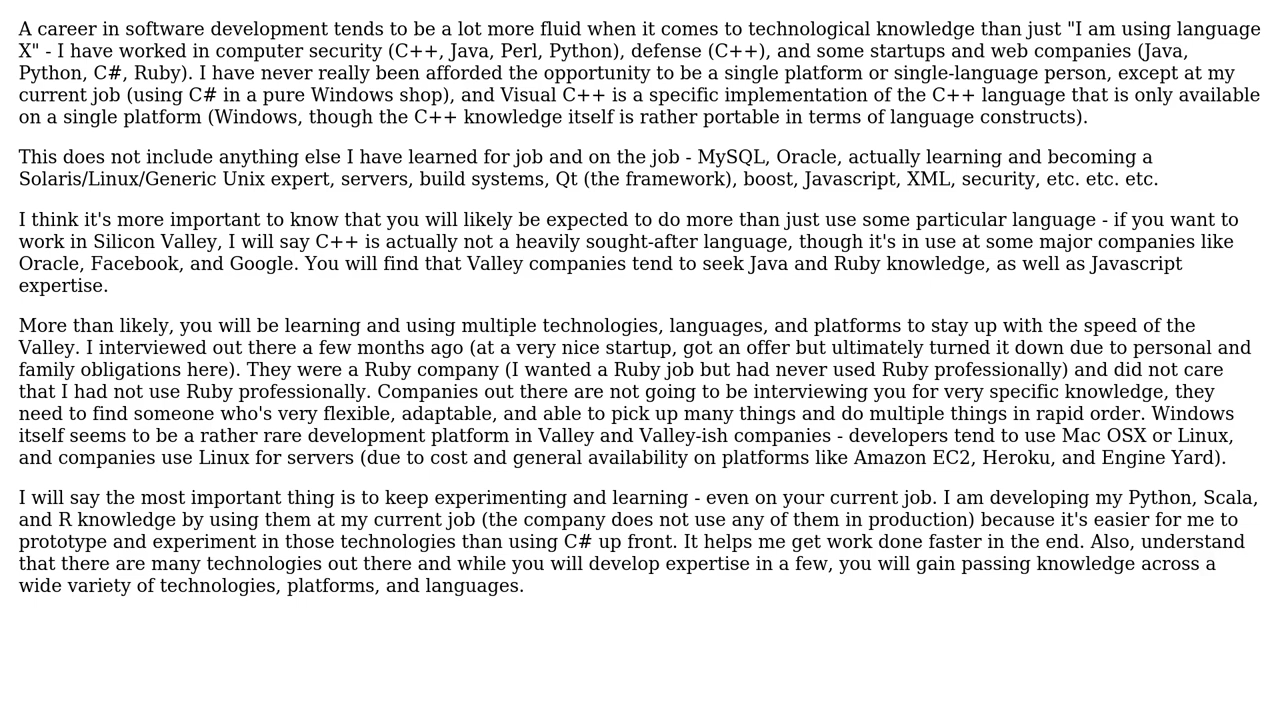 A career in software development tends to be a lot more fluid when it comes to technological knowledge than just "I am using language
X" - I have worked in computer security (C++, Java, Perl, Python), defense (C++), and some startups and web companies (Java,
Python, C#, Ruby). I have never really been afforded the opportunity to be a single platform or single-language person, except at my
current job (using C# in a pure Windows shop), and Visual C++ is a specific implementation of the C++ language that is only available
on a single platform (Windows, though the C++ knowledge itself is rather portable in terms of language constructs).
This does not include anything else I have learned for job and on the job - MySQL, Oracle, actually learning and becoming a
Solaris/Linux/Generic Unix expert, servers, build systems, Qt (the framework), boost, Javascript, XML, security, etc. etc. etc.
I think it's more important to know that you will likely be expected to do more than just use some particular language - if you want to
work in Silicon Valley, I will say C++ is actually not a heavily sought-after language, though it's in use at some major companies like
Oracle, Facebook, and Google. You will find that Valley companies tend to seek Java and Ruby knowledge, as well as Javascript
expertise.
More than likely, you will be learning and using multiple technologies, languages, and platforms to stay up with the speed of the
Valley. I interviewed out there a few months ago (at a very nice startup, got an offer but ultimately turned it down due to personal and
family obligations here). They were a Ruby company (I wanted a Ruby job but had never used Ruby professionally) and did not care
that I had not use Ruby professionally. Companies out there are not going to be interviewing you for very specific knowledge, they
need to find someone who's very flexible, adaptable, and able to pick up many things and do multiple things in rapid order. Windows
itself seems to be a rather rare development platform in Valley and Valley-ish companies - developers tend to use Mac OSX or Linux,
and companies use Linux for servers (due to cost and general availability on platforms like Amazon EC2, Heroku, and Engine Yard).
I will say the most important thing is to keep experimenting and learning - even on your current job. I am developing my Python, Scala,
and R knowledge by using them at my current job (the company does not use any of them in production) because it's easier for me to
prototype and experiment in those technologies than using C# up front. It helps me get work done faster in the end. Also, understand
that there are many technologies out there and while you will develop expertise in a few, you will gain passing knowledge across a
wide variety of technologies, platforms, and languages.